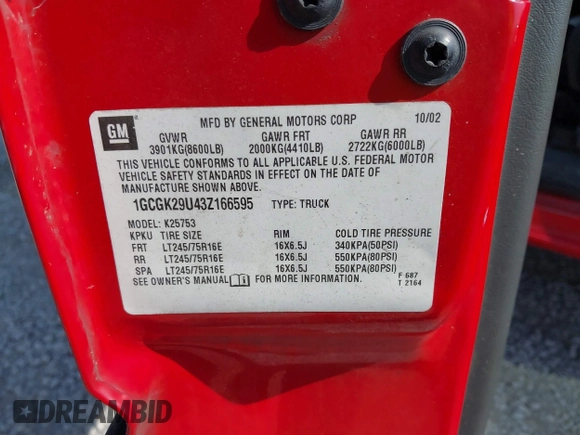 GM
MFD BY GENERAL MOTORS CORP 10/02
GVWR GAWR FRT GAWR RR
3901KG(8600LB) 2000KG(4410LB) 2722KG(6000LB)
THIS VEHICLE CONFORMS TO ALL APPLICABLE U.S. FEDERAL MOTOR
VEHICLE SAFETY STANDARDS IN EFFECT ON THE DATE OF
MANUFACTURE SHOWN ABOVE.
1GCGK29U43Z166595 TYPE: TRUCK
MODEL: K25753
KPKU TIRE SIZE RIM COLD TIRE PRESSURE
FRT LT245/75R16E 16X6.5J 340KPA(50PSI)
RR LT245/75R16E 16X6.5J 550KPA(80PSI)
SPA LT245/75R16E 16X6.5J 550KPA(80PSI)
SEE OWNER'S MANUAL FOR MORE INFORMATION.
F 687
T 2164
DREAMBID